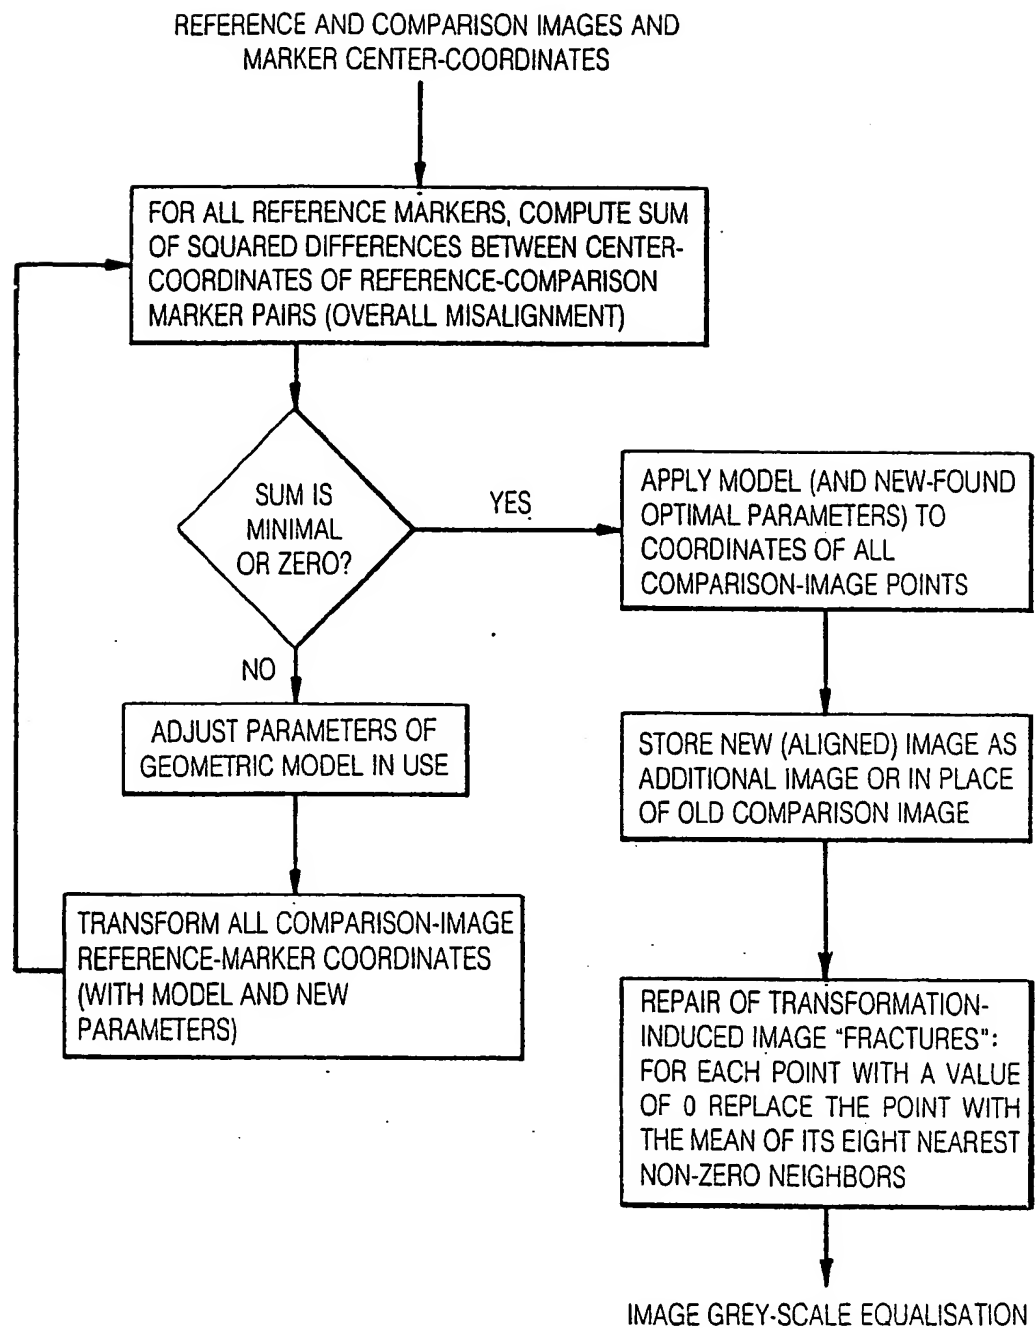 REFERENCE AND COMPARISON IMAGES AND
MARKER CENTER-COORDINATES
FOR ALL REFERENCE MARKERS, COMPUTE SUM
OF SQUARED DIFFERENCES BETWEEN CENTER-
COORDINATES OF REFERENCE-COMPARISON
MARKER PAIRS (OVERALL MISALIGNMENT)
SUM IS
MINIMAL
OR ZERO?
YES
NO
ADJUST PARAMETERS OF
GEOMETRIC MODEL IN USE
TRANSFORM ALL COMPARISON-IMAGE
REFERENCE-MARKER COORDINATES
(WITH MODEL AND NEW
PARAMETERS)
APPLY MODEL (AND NEW-FOUND
OPTIMAL PARAMETERS) TO
COORDINATES OF ALL
COMPARISON-IMAGE POINTS
STORE NEW (ALIGNED) IMAGE AS
ADDITIONAL IMAGE OR IN PLACE
OF OLD COMPARISON IMAGE
REPAIR OF TRANSFORMATION-
INDUCED IMAGE "FRACTURES":
FOR EACH POINT WITH A VALUE
OF 0 REPLACE THE POINT WITH
THE MEAN OF ITS EIGHT NEAREST
NON-ZERO NEIGHBORS
IMAGE GREY-SCALE EQUALISATION